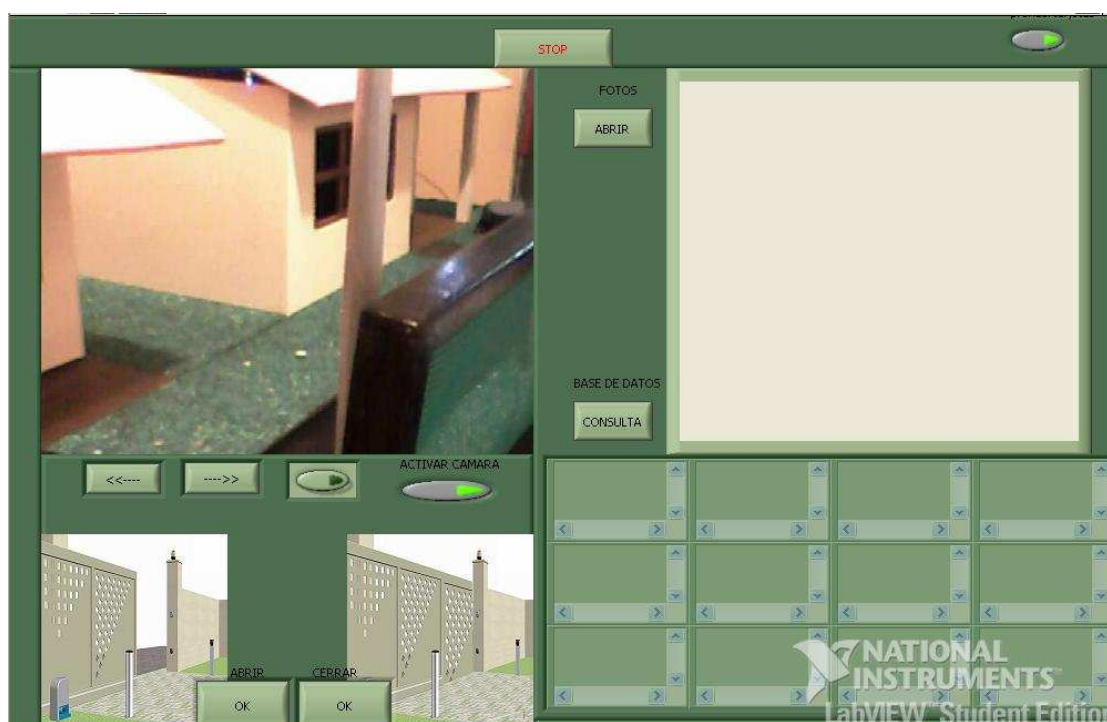 STOP
FOTOS
ABRIR
BASE DE DATOS
CONSULTA
<<----
---->>
ACTIVAR CAMARA
ABRIR
CERRAR
OK
OK
NATIONAL
INSTRUMENTS
LabVIEW Student Edition